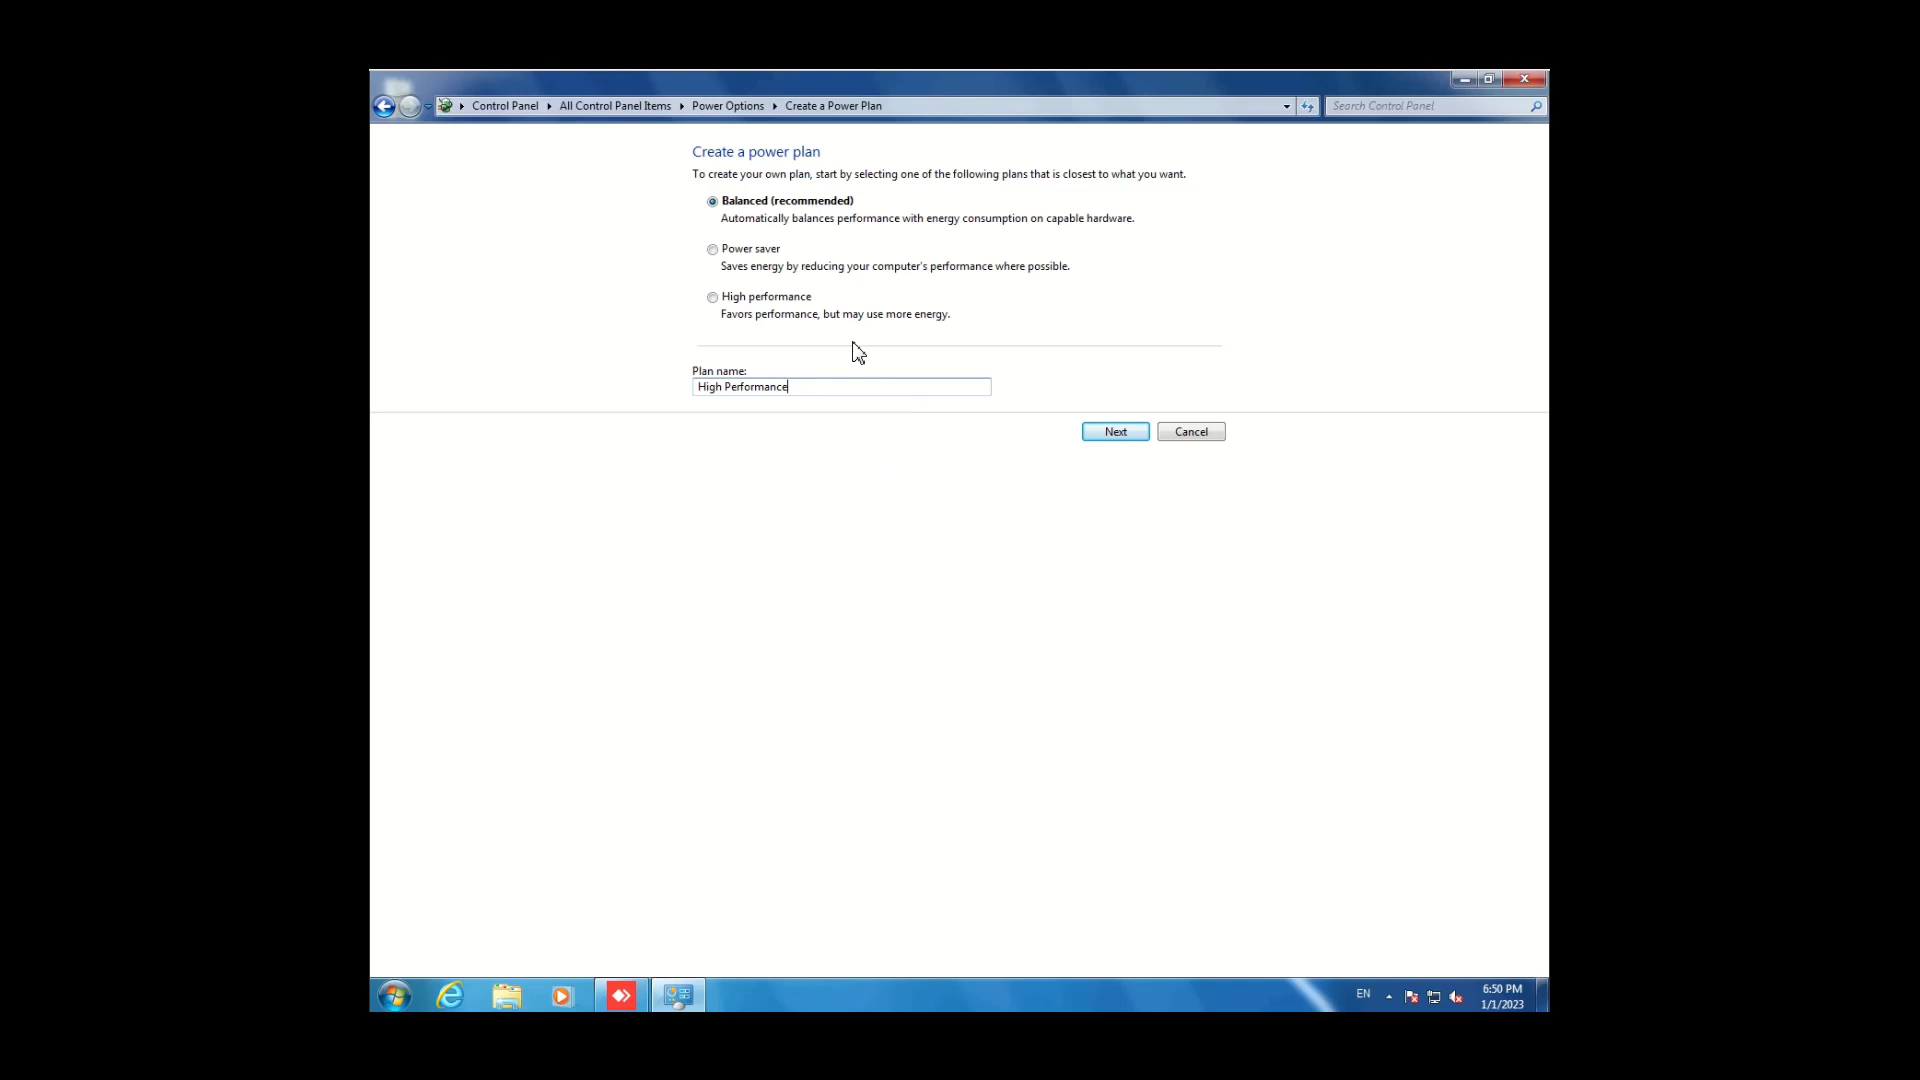 Control Panel All Control Panel Items Power Options Create a Power Plan Search Control Panel
Create a power plan
To create your own plan, start by selecting one of the following plans that is closest to what you want.
Balanced (recommended)
Automatically balances performance with energy consumption on capable hardware.
Power saver
Saves energy by reducing your computer's performance where possible.
High performance
Favors performance, but may use more energy.
Plan name:
High Performance
Next Cancel
EN
6:50 PM
1/1/2023